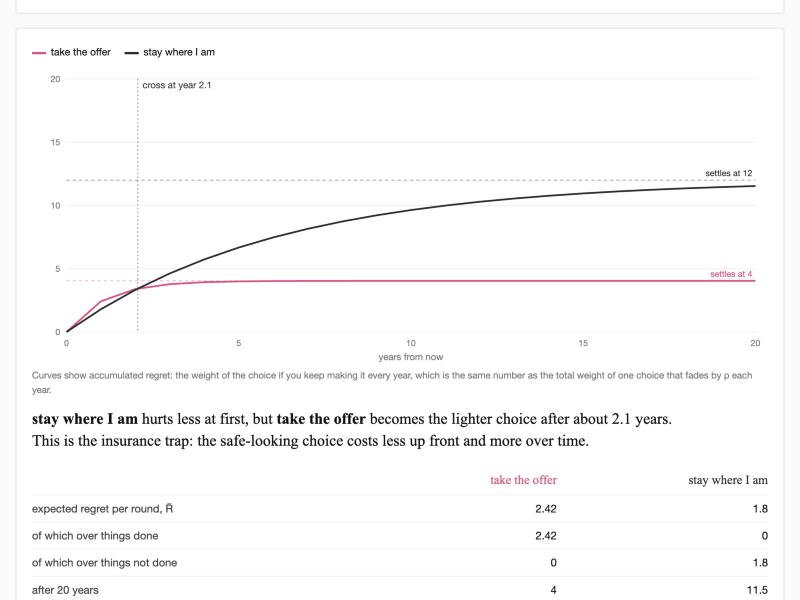 take the offer stay where I am
20
cross at year 2.1
15
settles at 12
10
5
settles at 4
0
0 5 10 15 20
years from now
Curves show accumulated regret: the weight of the choice if you keep making it every year, which is the same number as the total weight of one choice that fades by ρ each
year.
stay where I am hurts less at first, but take the offer becomes the lighter choice after about 2.1 years.
This is the insurance trap: the safe-looking choice costs less up front and more over time.
take the offer stay where I am
expected regret per round, R̄ 2.42 1.8
of which over things done 2.42 0
of which over things not done 0 1.8
after 20 years 4 11.5